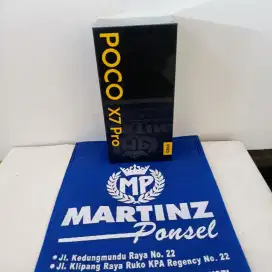 POCO X7 Pro
MP
MARTINZ
Ponsel
• Jl. Kedungmundu Raya No. 22
• Jl. Klipang Raya Ruko KPA Regency No. 22